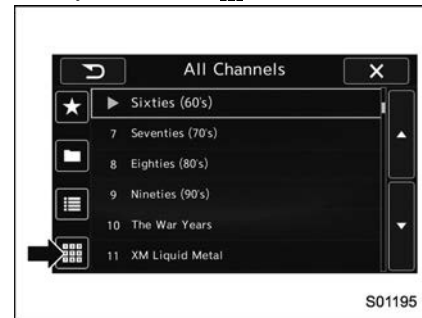 All Channels
Sixties (60's)
7 Seventies (70's)
8 Eighties (80's)
9 Nineties (90's)
10 The War Years
11 XM Liquid Metal
S01195